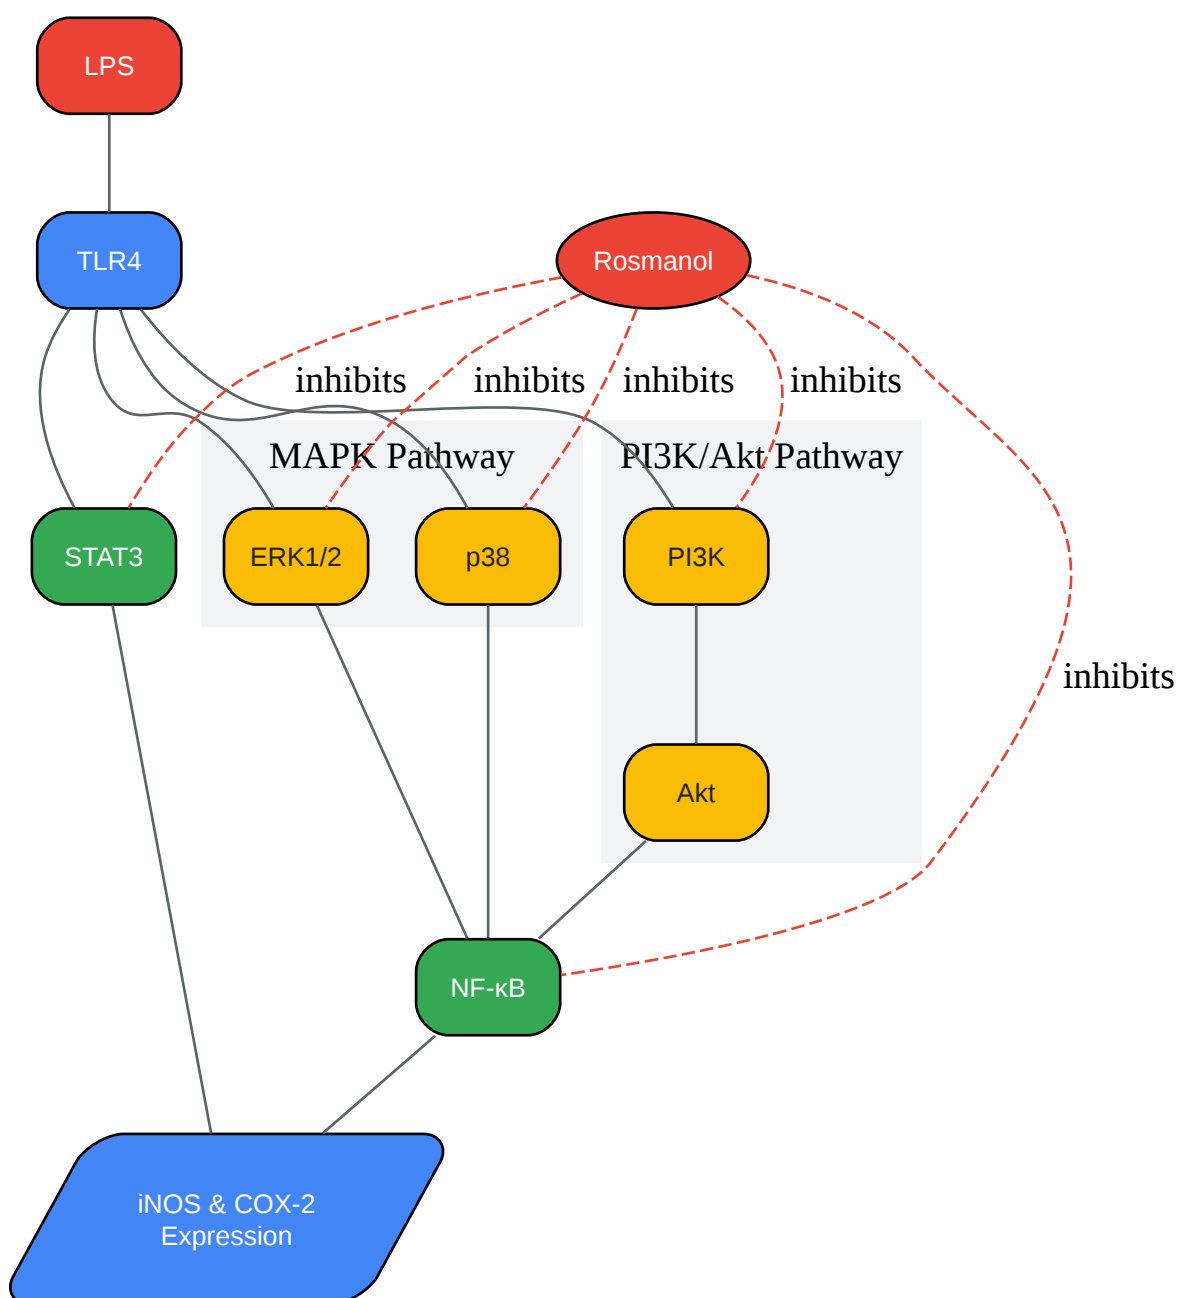 LPS
TLR4
Rosmanol
inhibits
inhibits
inhibits
inhibits
MAPK Pathway
PI3K/Akt Pathway
STAT3
ERK1/2
p38
PI3K
inhibits
Akt
NF-κB
iNOS & COX-2
Expression